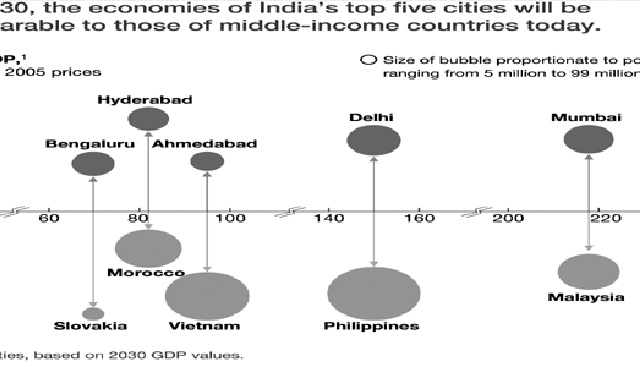 30, the economies of India's top five cities will be
arable to those of middle-income countries today.
DP,¹
2005 prices
Size of bubble proportionate to po
ranging from 5 million to 99 million
Hyderabad
Bengaluru Ahmedabad
Delhi
Mumbai
60 80 100 140 160 200 220
Morocco
Slovakia
Vietnam
Philippines
Malaysia
ties, based on 2030 GDP values.